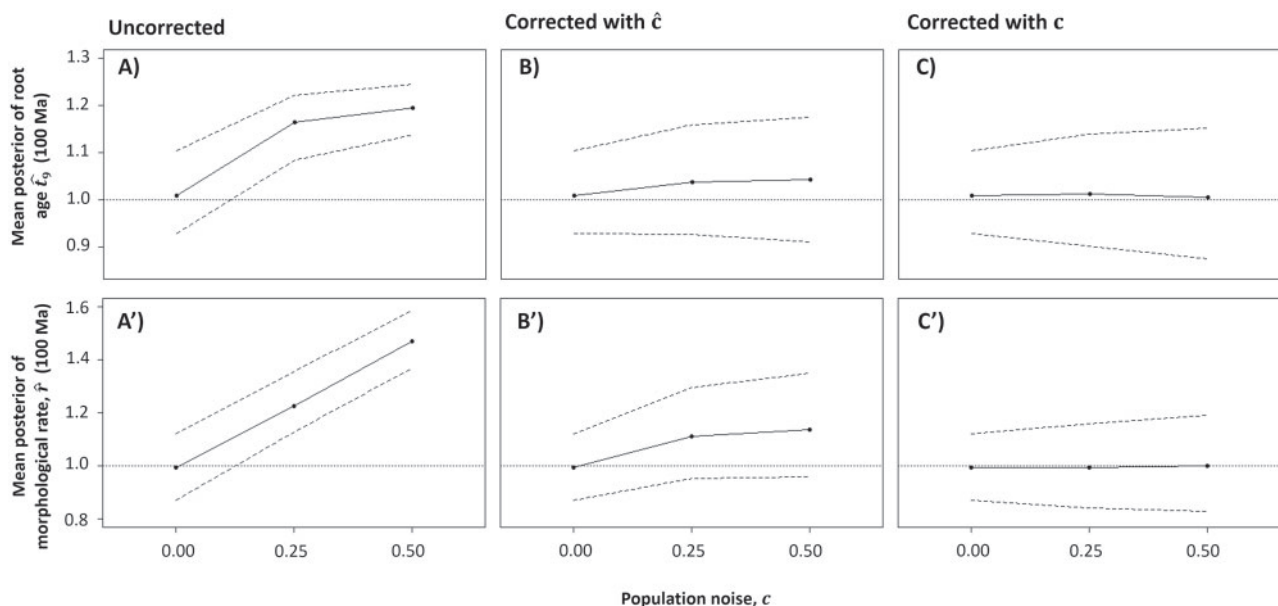 Uncorrected
Corrected with ĉ
Corrected with c
Mean posterior of root
age t̂₉ (100 Ma)
A)
B)
C)
1.3
1.2
1.1
1.0
0.9
Mean posterior of
morphological rate, r̂ (100 Ma)
A’)
B’)
C’)
1.6
1.4
1.2
1.0
0.8
0.00 0.25 0.50 0.00 0.25 0.50 0.00 0.25 0.50
Population noise, c